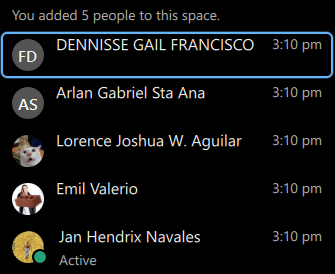 You added 5 people to this space.
FD DENNISSE GAIL FRANCISCO 3:10 pm
AS Arlan Gabriel Sta Ana 3:10 pm
Lorence Joshua W. Aguilar 3:10 pm
Emil Valerio 3:10 pm
Jan Hendrix Navales 3:10 pm
Active